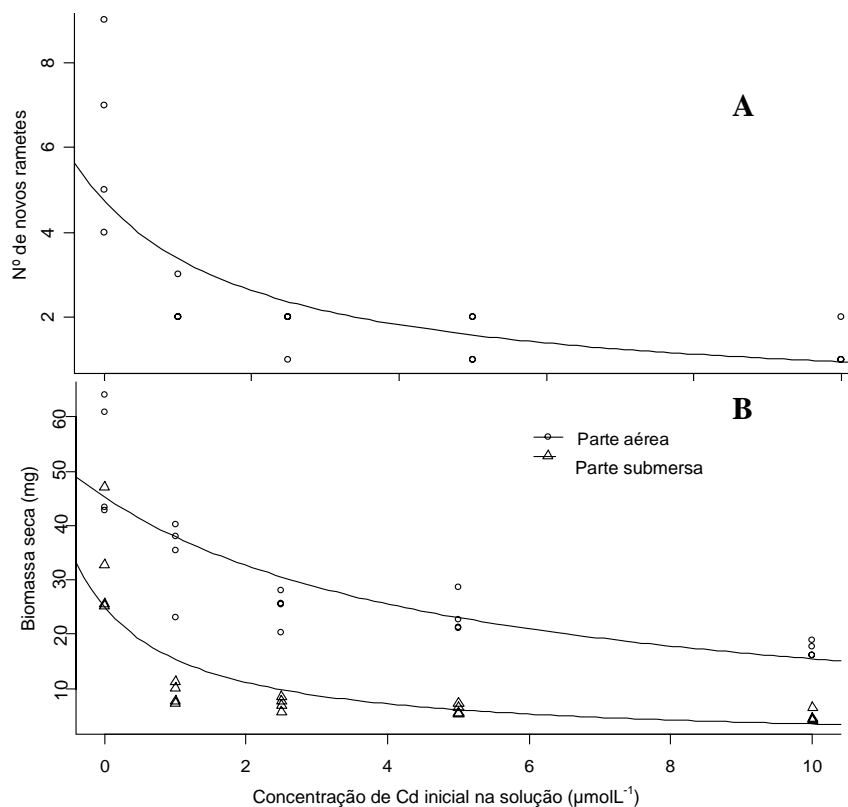 A
Nº de novos rametes
8
6
4
2
B
Biomassa seca (mg)
60
50
40
30
20
10
Parte aérea
Parte submersa
0 2 4 6 8 10
Concentração de Cd inicial na solução (µmolL⁻¹)